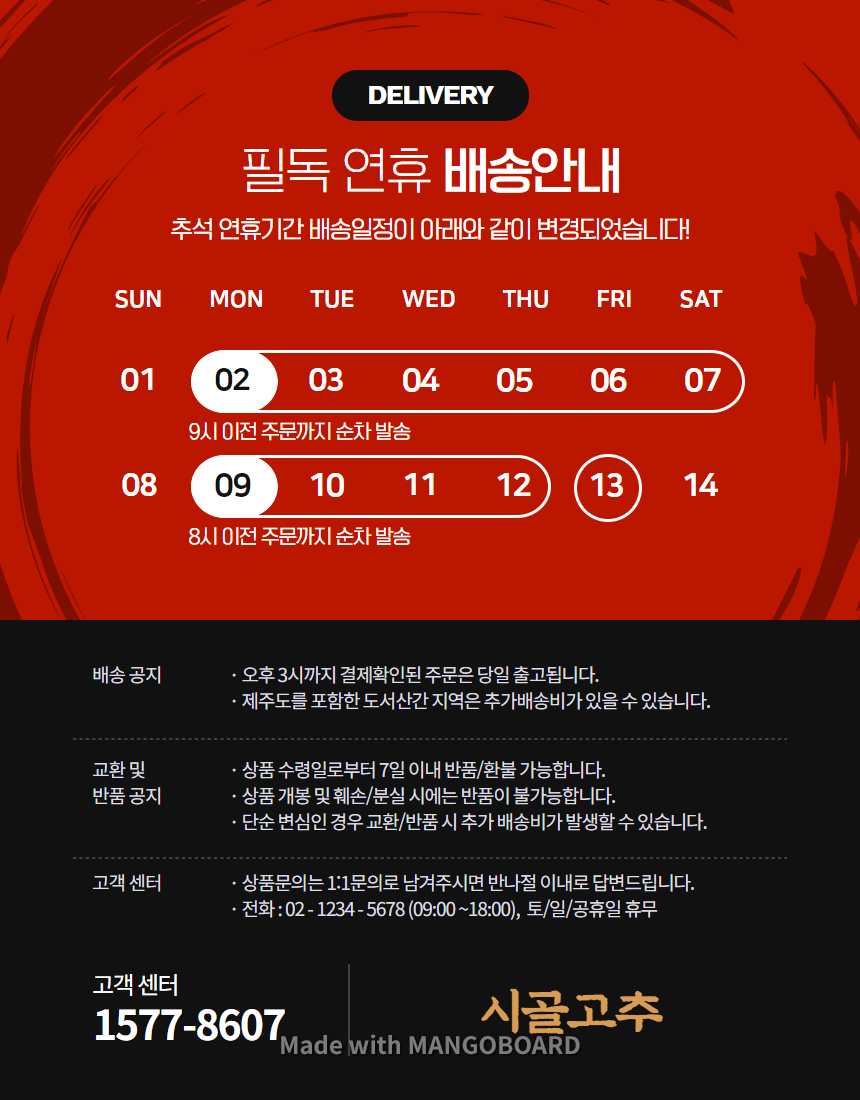 DELIVERY
필독 연휴 배송안내
추석 연휴기간 배송일정이 아래와 같이 변경되었습니다!
SUN MON TUE WED THU FRI SAT
01 02 03 04 05 06 07
9시 이전 주문까지 순차 발송
08 09 10 11 12 13 14
8시 이전 주문까지 순차 발송
배송 공지
· 오후 3시까지 결제확인된 주문은 당일 출고됩니다.
· 제주도를 포함한 도서산간 지역은 추가배송비가 있을 수 있습니다.
교환 및
반품 공지
· 상품 수령일로부터 7일 이내 반품/환불 가능합니다.
· 상품 개봉 및 훼손/분실 시에는 반품이 불가능합니다.
· 단순 변심인 경우 교환/반품 시 추가 배송비가 발생할 수 있습니다.
고객 센터
· 상품문의는 1:1문의로 남겨주시면 반나절 이내로 답변드립니다.
· 전화 : 02 - 1234 - 5678 (09:00 ~18:00), 토/일/공휴일 휴무
고객 센터
1577-8607
시골고추
Made with MANGOBOARD